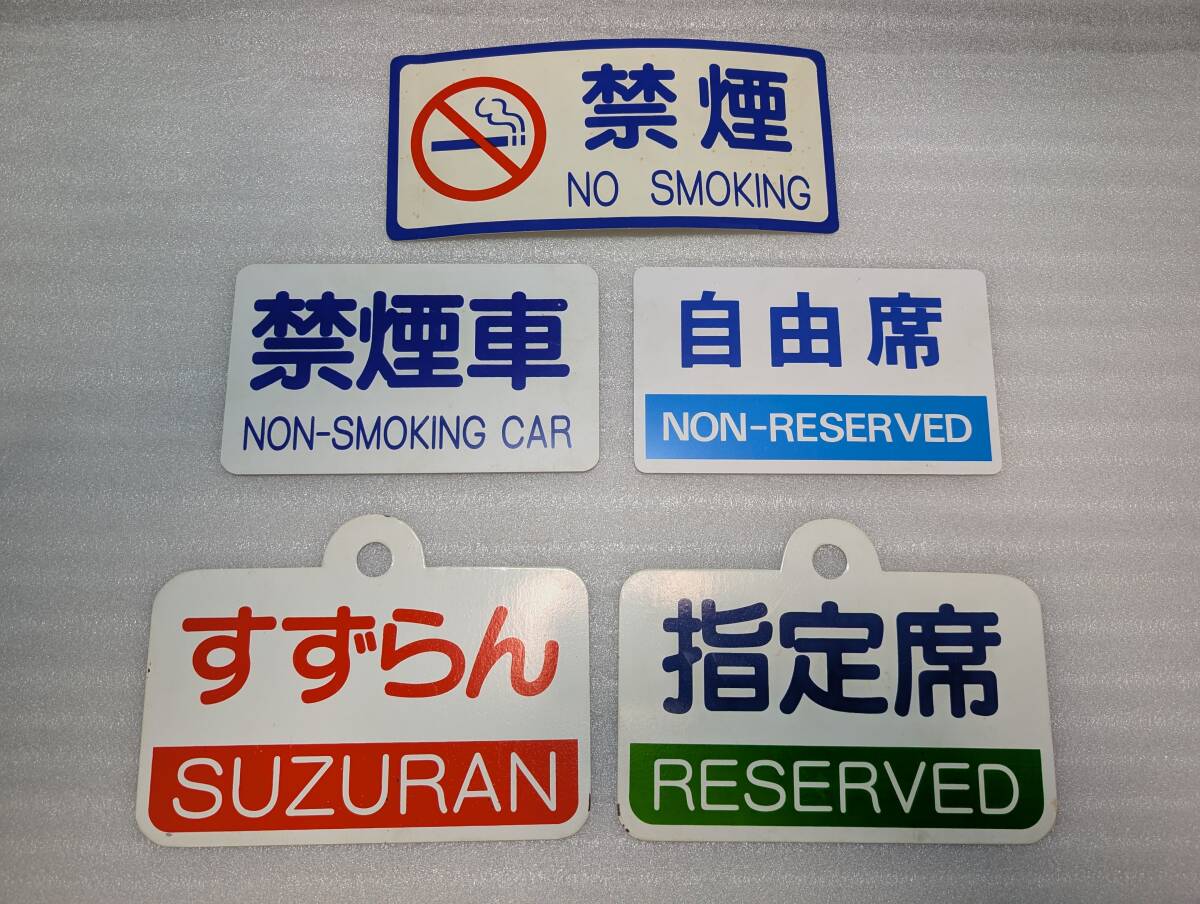 禁煙
NO SMOKING
禁煙車
NON-SMOKING CAR
自由席
NON-RESERVED
すずらん
SUZURAN
指定席
RESERVED